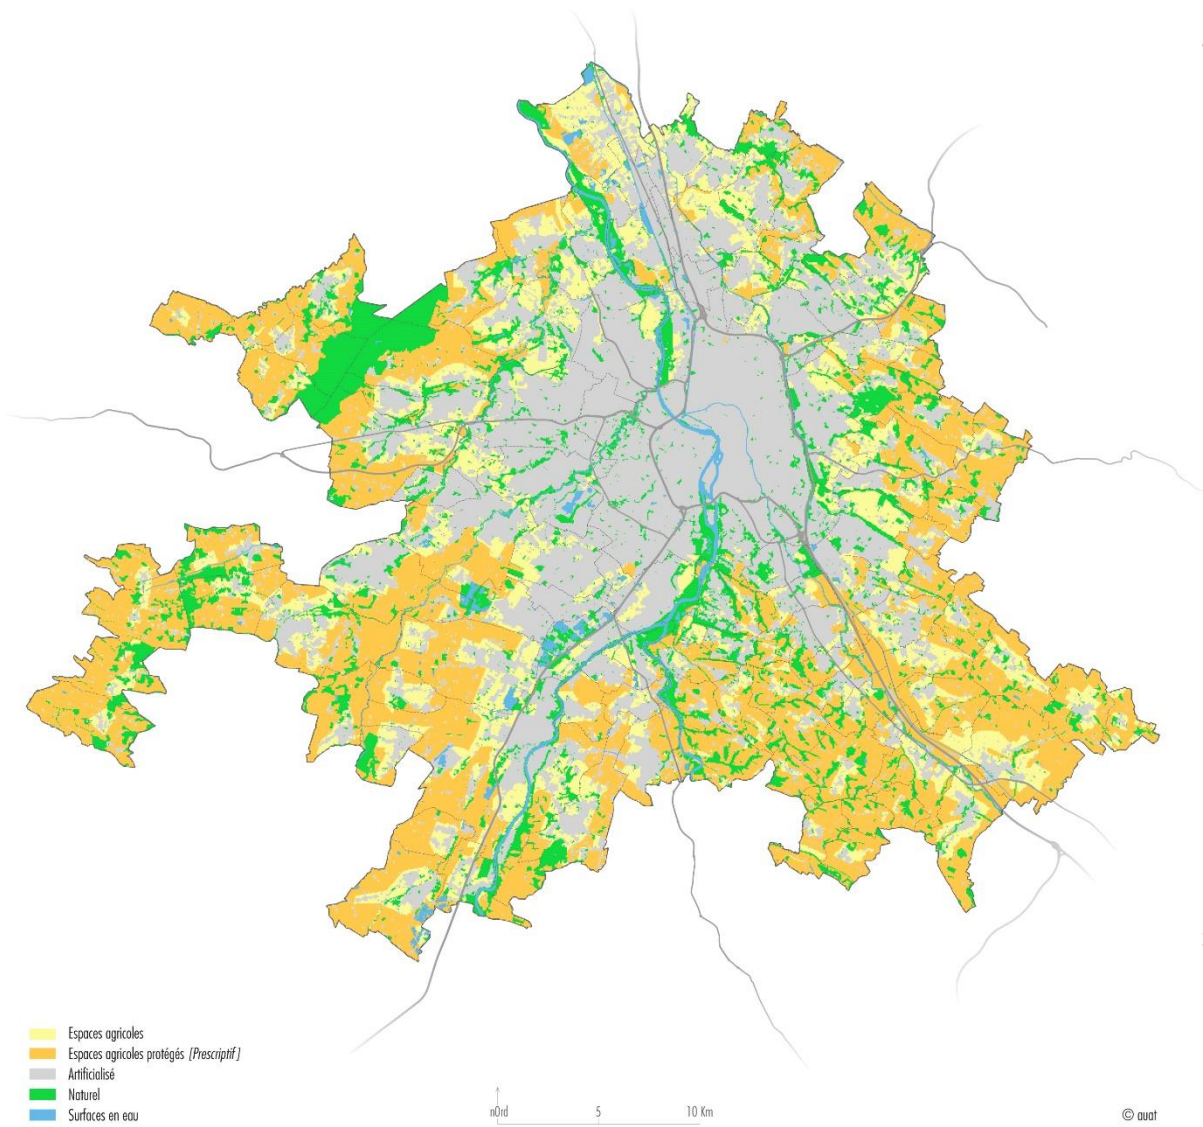 Espaces agricoles
Espaces agricoles protégés [Prescriptif]
Artificialisé
Naturel
Surfaces en eau
nOrd 5 10 Km
© auat